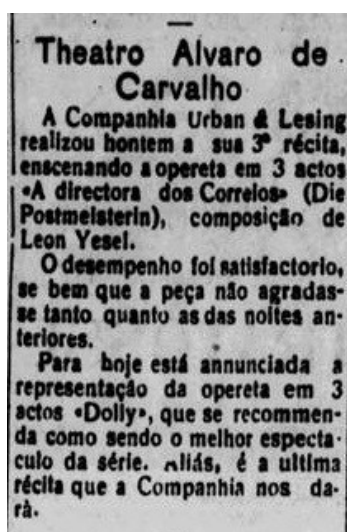 Theatro Alvaro de
Carvalho
A Companhia Urban & Lesing
realizou hontem a sua 3ª récita,
enscenando a opereta em 3 actos
«A directora dos Correios» (Die
Postmeisterin), composição de
Leon Yesel.
O desempenho foi satisfactorio,
se bem que a peça não agradas-
se tanto quanto as das noites an-
teriores.
Para hoje está annunciada a
representação da opereta em 3
actos «Dolly», que se recommen-
da como sendo o melhor especta-
culo da série. Aliás, é a ultima
récita que a Companhia nos da-
rà.